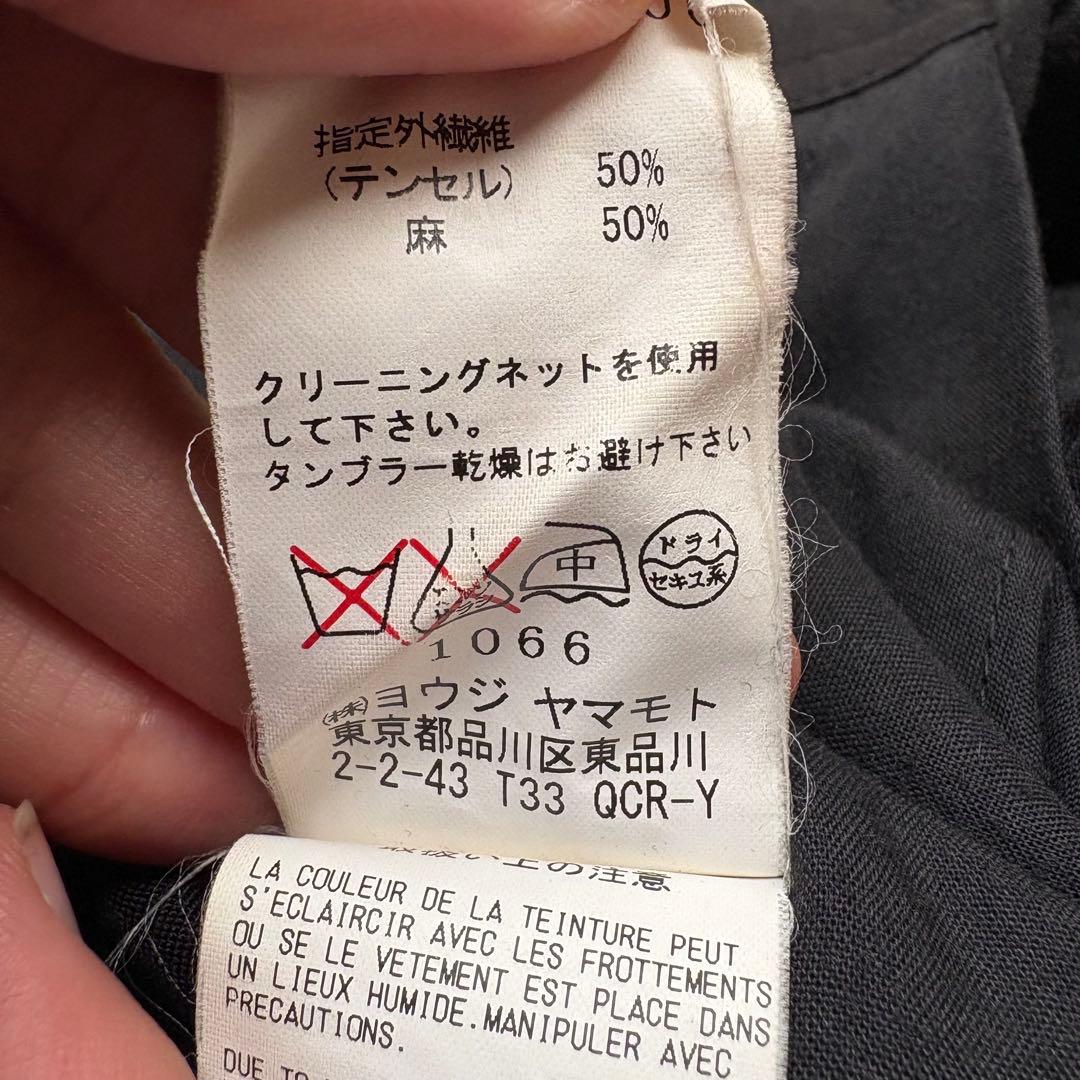 指定外繊維
(テンセル) 50%
麻 50%
クリーニングネットを使用
して下さい。
タンブラー乾燥はお避け下さい
中
ドライ
セキユ系
1066
(株)ヨウジ ヤマモト
東京都品川区東品川
2-2-43 T33 QCR-Y
取扱い上の注意
LA COULEUR DE LA TEINTURE PEUT
S'ECLAIRCIR AVEC LES FROTTEMENTS
OU SE LE VETEMENT EST PLACE DANS
UN LIEUX HUMIDE.MANIPULER AVEC
PRECAUTIONS.
DUE TO